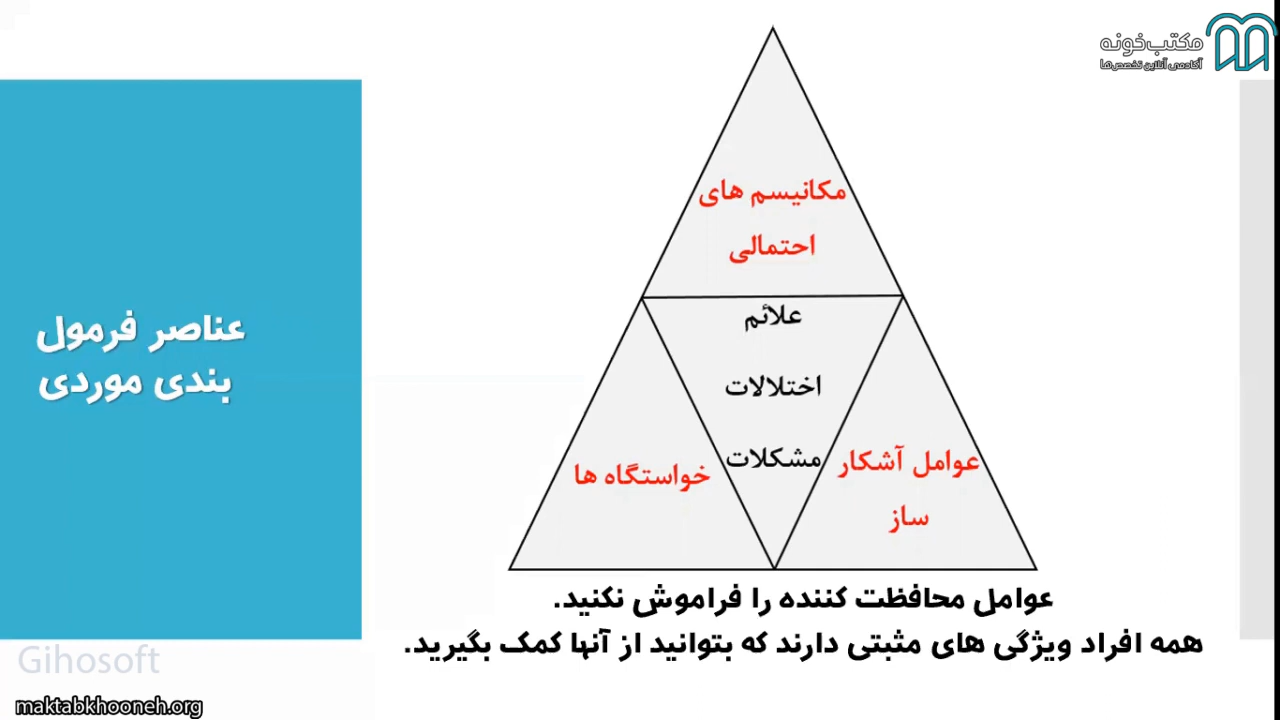 مکتب‌خونه
آکادمی آنلاین تخصص‌ها
عناصر فرمول
بندی موردی
مکانیسم های
احتمالی
علائم
اختلالات
مشکلات
عوامل آشکار
ساز
خواستگاه ها
عوامل محافظت کننده را فراموش نکنید.
همه افراد ویژگی های مثبتی دارند که بتوانید از آنها کمک بگیرید.
Gihosoft
maktabkhooneh.org